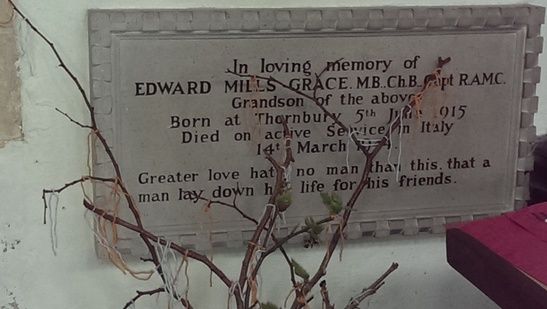 In loving memory of
EDWARD MILLS GRACE. MB.Ch.B. Capt R.A.M.C.
Grandson of the above
Born at Thornbury 5th June 1915
Died on active Service in Italy
14th March
Greater love hath no man than this, that a
man lay down his life for his friends.